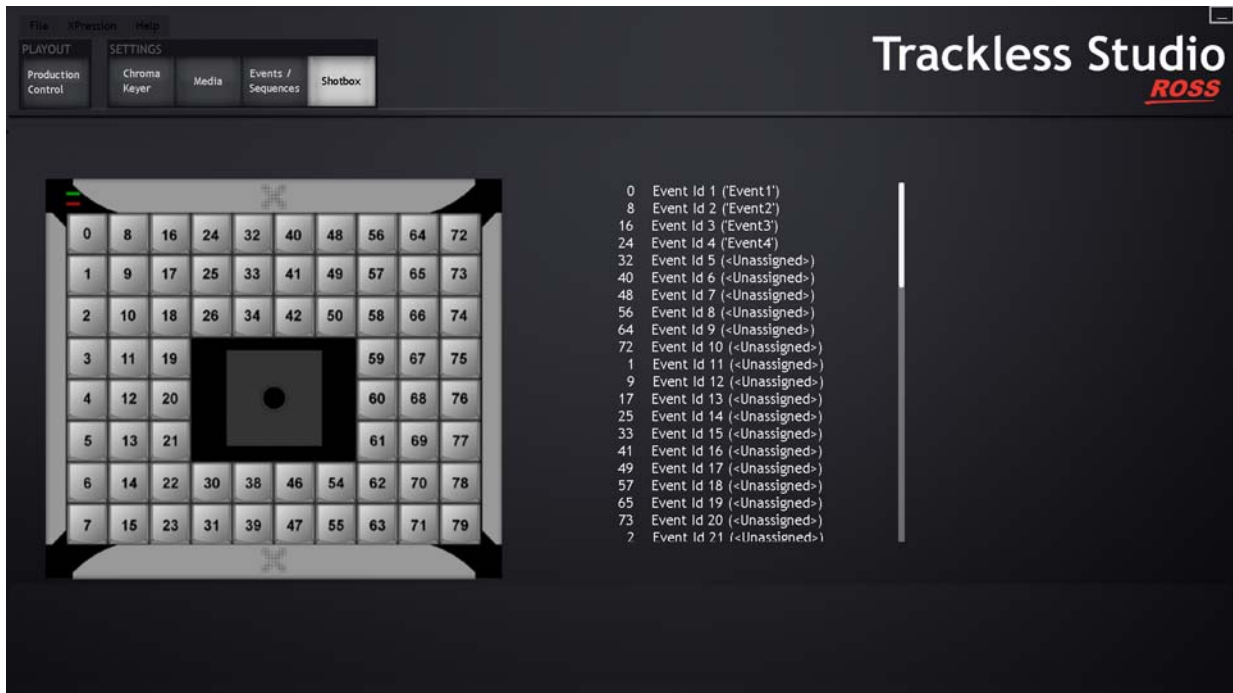 File XPression Help
PLAYOUT SETTINGS
Production Control
Chroma Keyer
Media
Events / Sequences
Shotbox
Trackless Studio
ROSS
0 8 16 24 32 40 48 56 64 72
1 9 17 25 33 41 49 57 65 73
2 10 18 26 34 42 50 58 66 74
3 11 19 59 67 75
4 12 20 60 68 76
5 13 21 61 69 77
6 14 22 30 38 46 54 62 70 78
7 15 23 31 39 47 55 63 71 79
0 Event Id 1 ('Event1')
8 Event Id 2 ('Event2')
16 Event Id 3 ('Event3')
24 Event Id 4 ('Event4')
32 Event Id 5 (<Unassigned>)
40 Event Id 6 (<Unassigned>)
48 Event Id 7 (<Unassigned>)
56 Event Id 8 (<Unassigned>)
64 Event Id 9 (<Unassigned>)
72 Event Id 10 (<Unassigned>)
1 Event Id 11 (<Unassigned>)
9 Event Id 12 (<Unassigned>)
17 Event Id 13 (<Unassigned>)
25 Event Id 14 (<Unassigned>)
33 Event Id 15 (<Unassigned>)
41 Event Id 16 (<Unassigned>)
49 Event Id 17 (<Unassigned>)
57 Event Id 18 (<Unassigned>)
65 Event Id 19 (<Unassigned>)
73 Event Id 20 (<Unassigned>)
2 Event Id 21 (<Unassigned>)